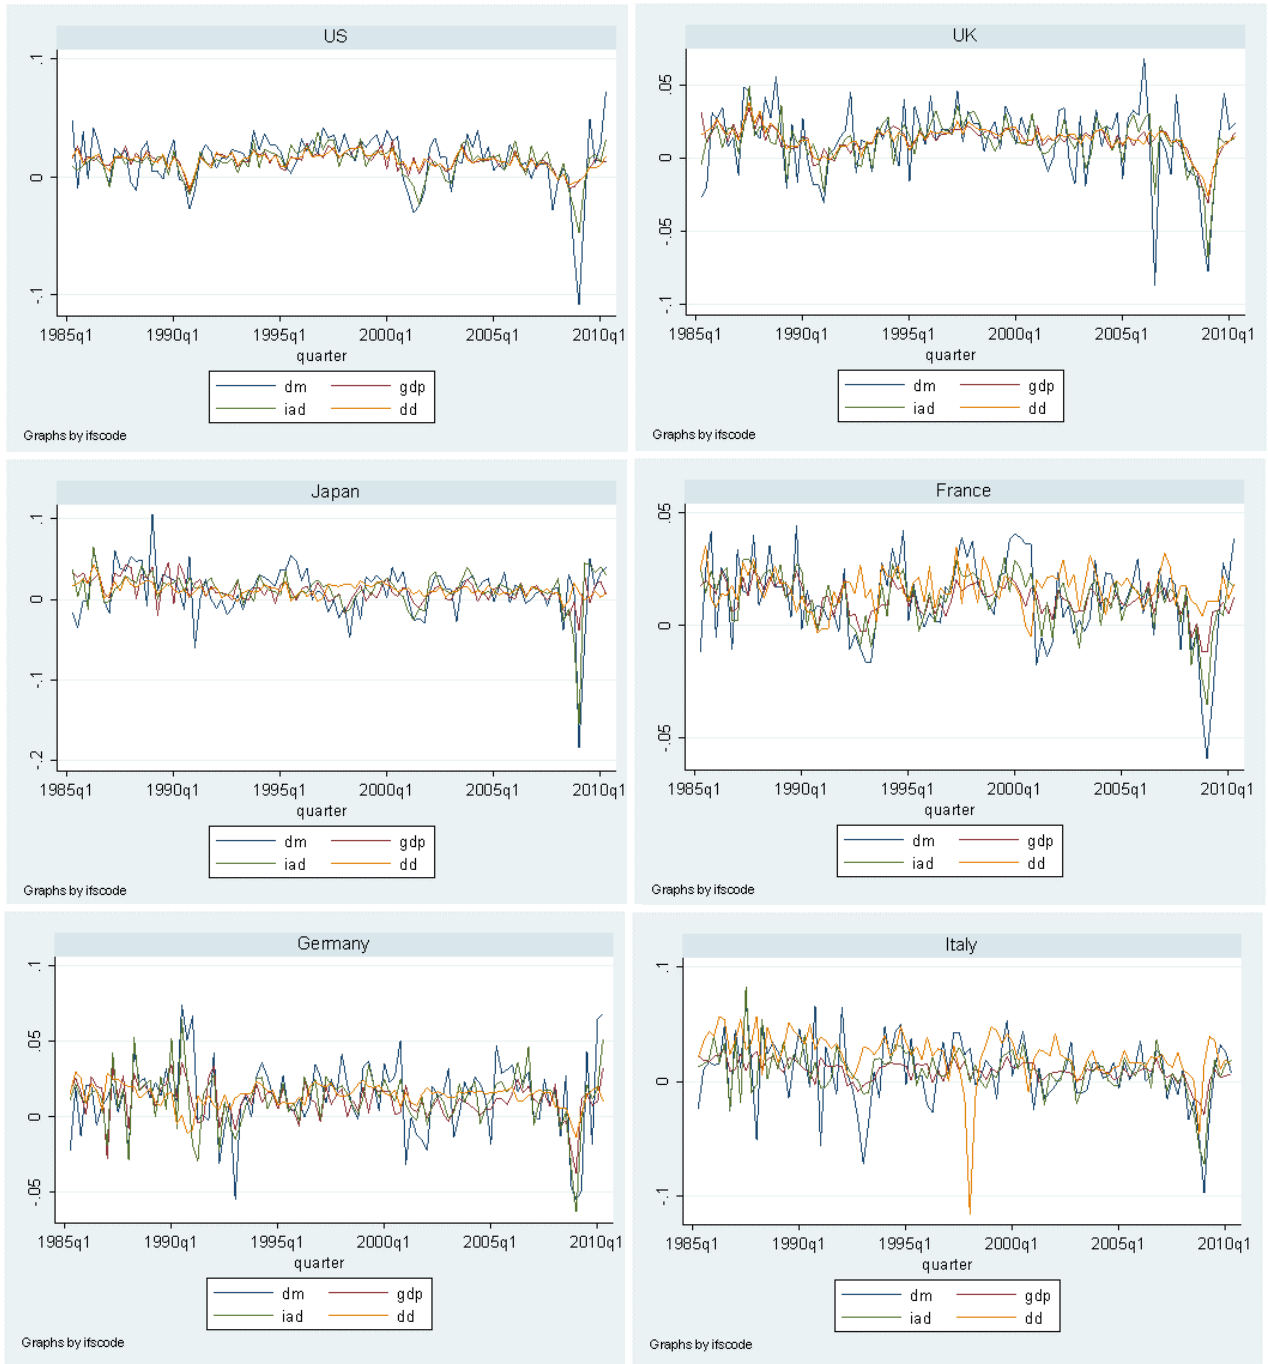 US
.1
0
-.1
1985q1 1990q1 1995q1 2000q1 2005q1 2010q1
quarter
dm gdp
iad dd
Graphs by ifscode
UK
.05
0
-.05
-.1
1985q1 1990q1 1995q1 2000q1 2005q1 2010q1
quarter
dm gdp
iad dd
Graphs by ifscode
Japan
.1
0
-.1
-.2
1985q1 1990q1 1995q1 2000q1 2005q1 2010q1
quarter
dm gdp
iad dd
Graphs by ifscode
France
.05
0
-.05
1985q1 1990q1 1995q1 2000q1 2005q1 2010q1
quarter
dm gdp
iad dd
Graphs by ifscode
Germany
.1
.05
0
-.05
1985q1 1990q1 1995q1 2000q1 2005q1 2010q1
quarter
dm gdp
iad dd
Graphs by ifscode
Italy
.1
0
-.1
1985q1 1990q1 1995q1 2000q1 2005q1 2010q1
quarter
dm gdp
iad dd
Graphs by ifscode